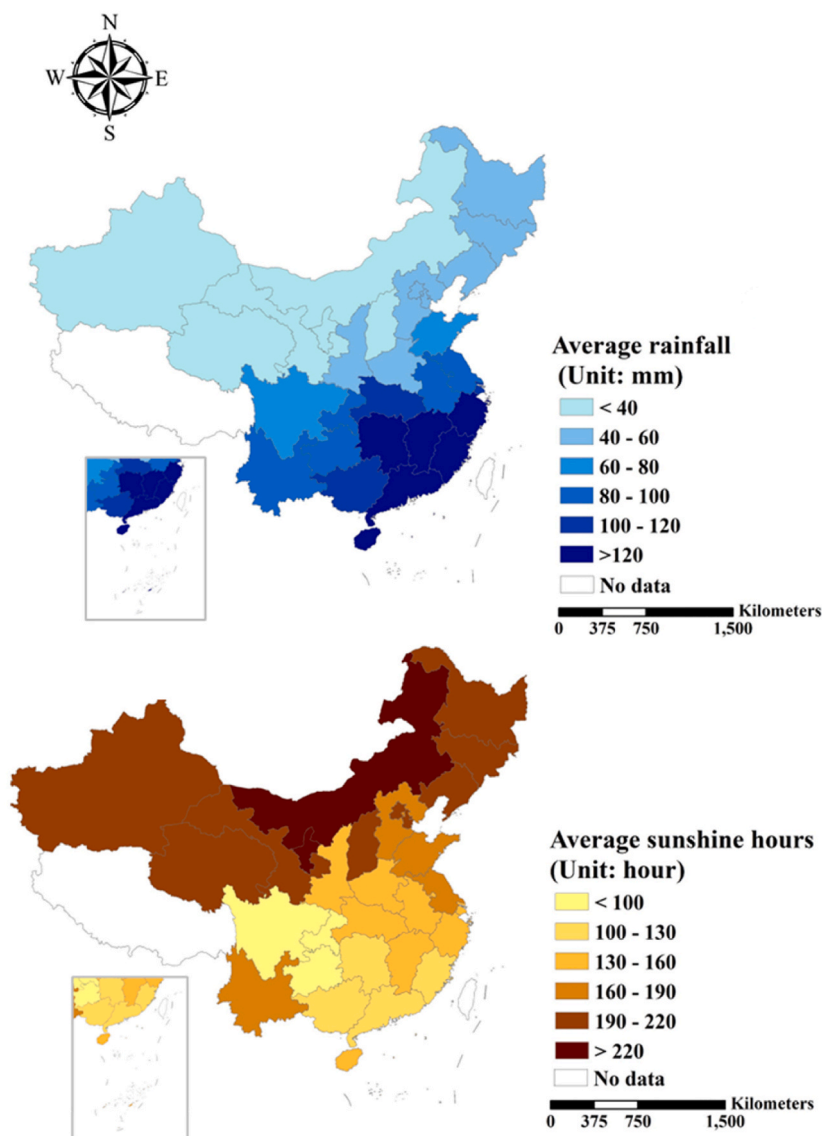 N
W E
S
Average rainfall
(Unit: mm)
< 40
40 - 60
60 - 80
80 - 100
100 - 120
>120
No data
Kilometers
0 375 750 1,500
Average sunshine hours
(Unit: hour)
< 100
100 - 130
130 - 160
160 - 190
190 - 220
> 220
No data
Kilometers
0 375 750 1,500